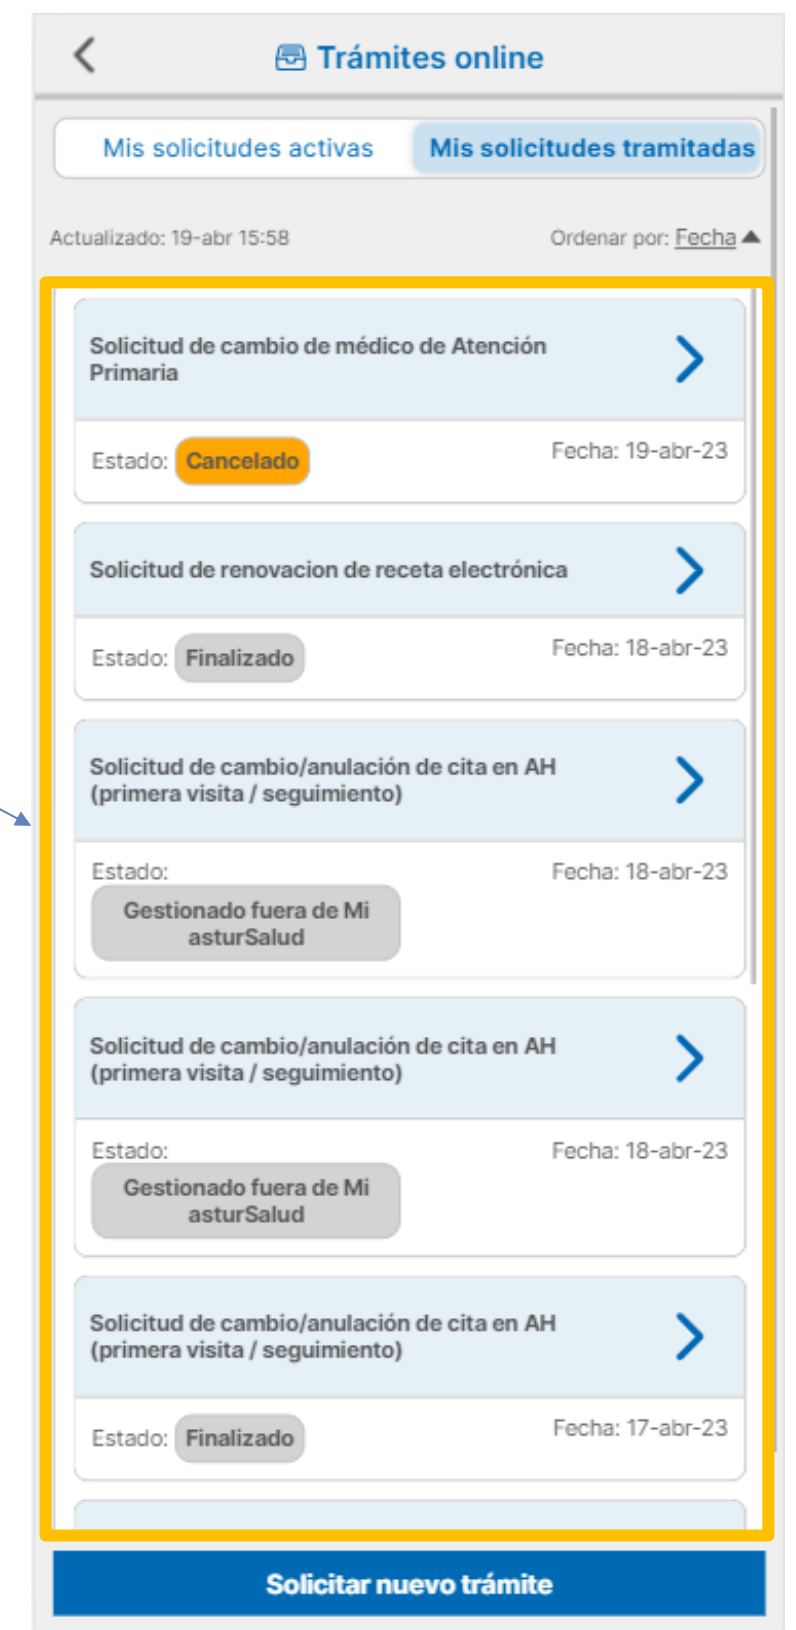 Trámites online
Mis solicitudes activas
Mis solicitudes tramitadas
Actualizado: 19-abr 15:58
Ordenar por: Fecha
Solicitud de cambio de médico de Atención
Primaria
Estado: Cancelado
Fecha: 19-abr-23
Solicitud de renovacion de receta electrónica
Estado: Finalizado
Fecha: 18-abr-23
Solicitud de cambio/anulación de cita en AH
(primera visita / seguimiento)
Estado:
Fecha: 18-abr-23
Gestionado fuera de Mi
asturSalud
Solicitud de cambio/anulación de cita en AH
(primera visita / seguimiento)
Estado:
Fecha: 18-abr-23
Gestionado fuera de Mi
asturSalud
Solicitud de cambio/anulación de cita en AH
(primera visita / seguimiento)
Estado: Finalizado
Fecha: 17-abr-23
Solicitar nuevo trámite